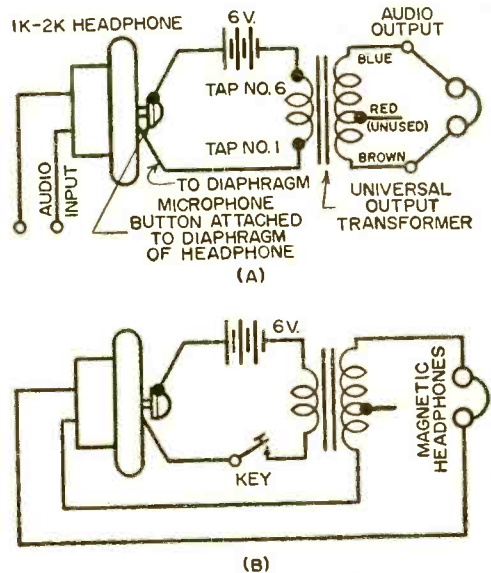 1K-2K HEADPHONE
6V.
AUDIO
OUTPUT
BLUE
TAP NO. 6
RED
(UNUSED)
TAP NO. 1
BROWN
AUDIO
INPUT
TO DIAPHRAGM
MICROPHONE
BUTTON ATTACHED
TO DIAPHRAGM
OF HEADPHONE
UNIVERSAL
OUTPUT
TRANSFORMER
(A)
6V.
MAGNETIC
HEADPHONES
KEY
(B)